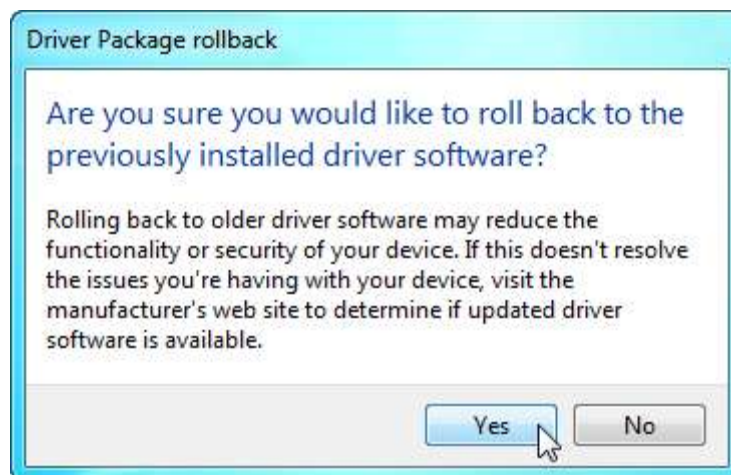 Driver Package rollback
Are you sure you would like to roll back to the
previously installed driver software?
Rolling back to older driver software may reduce the
functionality or security of your device. If this doesn't resolve
the issues you're having with your device, visit the
manufacturer's web site to determine if updated driver
software is available.
Yes No